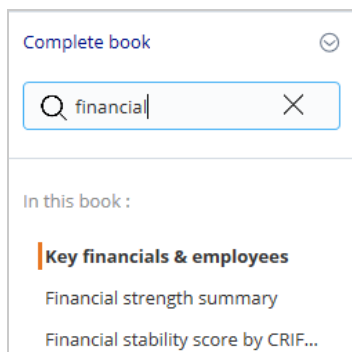 Complete book
financial
In this book :
Key financials & employees
Financial strength summary
Financial stability score by CRIF...